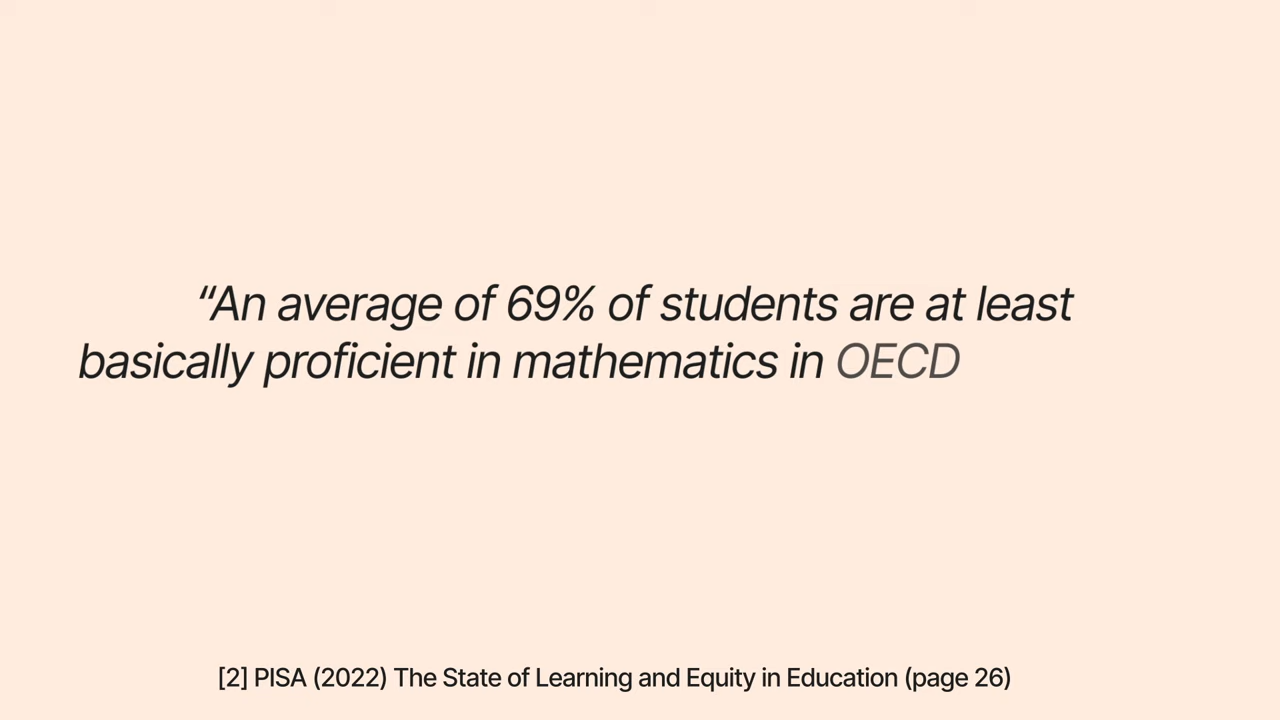 “An average of 69% of students are at least
basically proficient in mathematics in OECD
[2] PISA (2022) The State of Learning and Equity in Education (page 26)